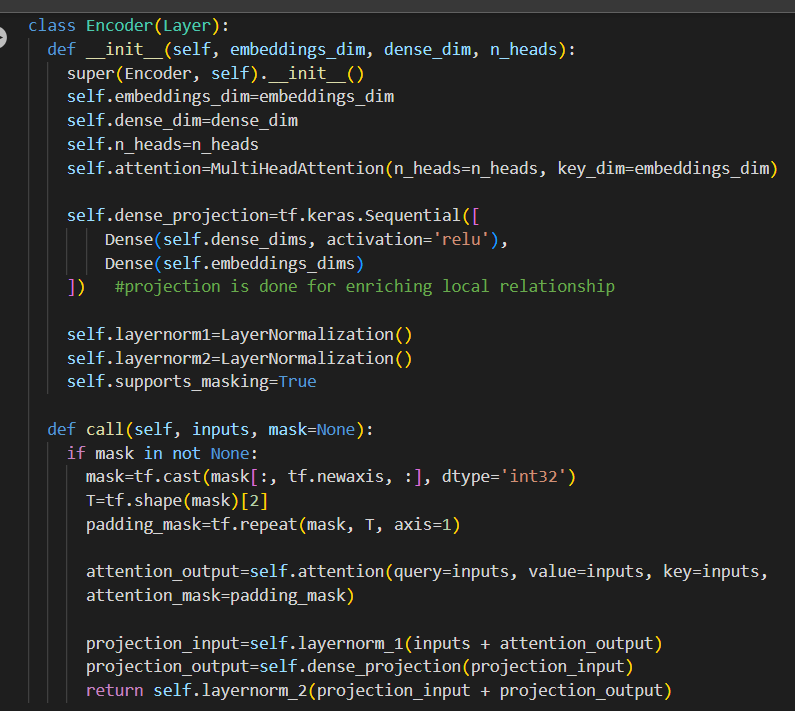 class Encoder(Layer):
def __init__(self, embeddings_dim, dense_dim, n_heads):
super(Encoder, self).__init__()
self.embeddings_dim=embeddings_dim
self.dense_dim=dense_dim
self.n_heads=n_heads
self.attention=MultiHeadAttention(n_heads=n_heads, key_dim=embeddings_dim)
self.dense_projection=tf.keras.Sequential([
Dense(self.dense_dims, activation='relu'),
Dense(self.embeddings_dims)
]) #projection is done for enriching local relationship
self.layernorm1=LayerNormalization()
self.layernorm2=LayerNormalization()
self.supports_masking=True
def call(self, inputs, mask=None):
if mask in not None:
mask=tf.cast(mask[:, tf.newaxis, :], dtype='int32')
T=tf.shape(mask)[2]
padding_mask=tf.repeat(mask, T, axis=1)
attention_output=self.attention(query=inputs, value=inputs, key=inputs,
attention_mask=padding_mask)
projection_input=self.layernorm_1(inputs + attention_output)
projection_output=self.dense_projection(projection_input)
return self.layernorm_2(projection_input + projection_output)